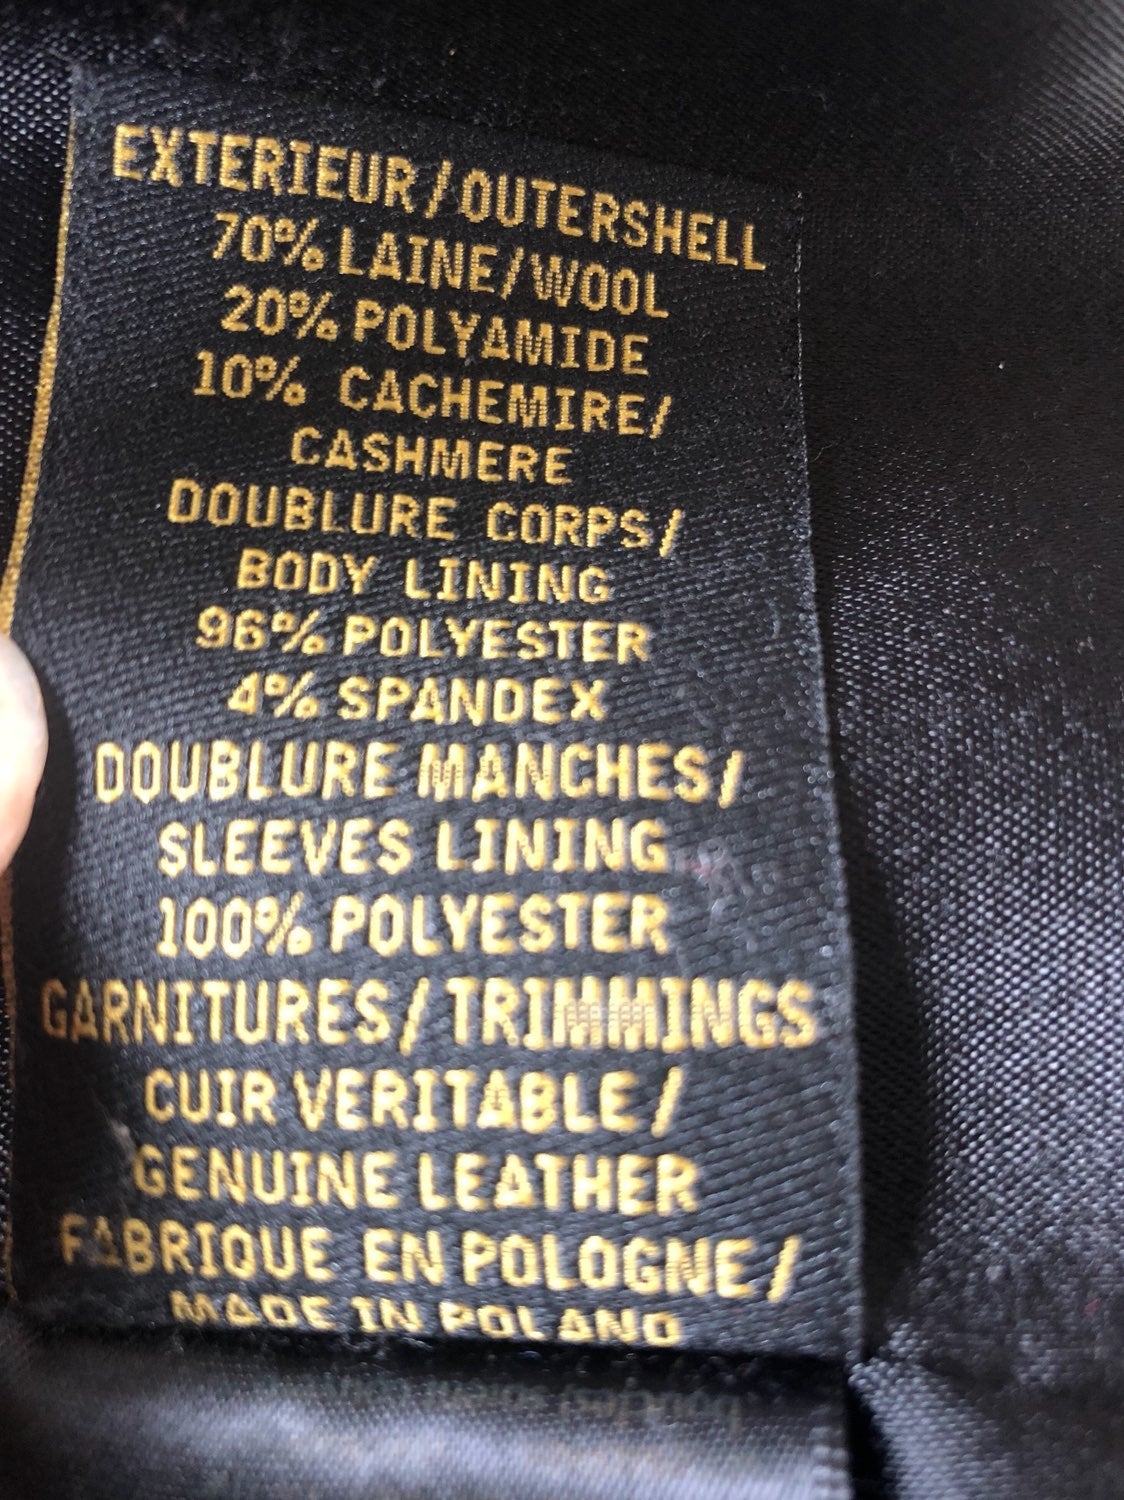 EXTERIEUR/OUTERSHELL
70% LAINE/WOOL
20% POLYAMIDE
10% CACHEMIRE/
CASHMERE
DOUBLURE CORPS/
BODY LINING
96% POLYESTER
4% SPANDEX
DOUBLURE MANCHES/
SLEEVES LINING
100% POLYESTER
GARNITURES/TRIMMINGS
CUIR VERITABLE/
GENUINE LEATHER
FABRIQUE EN POLOGNE/
MADE IN POLAND